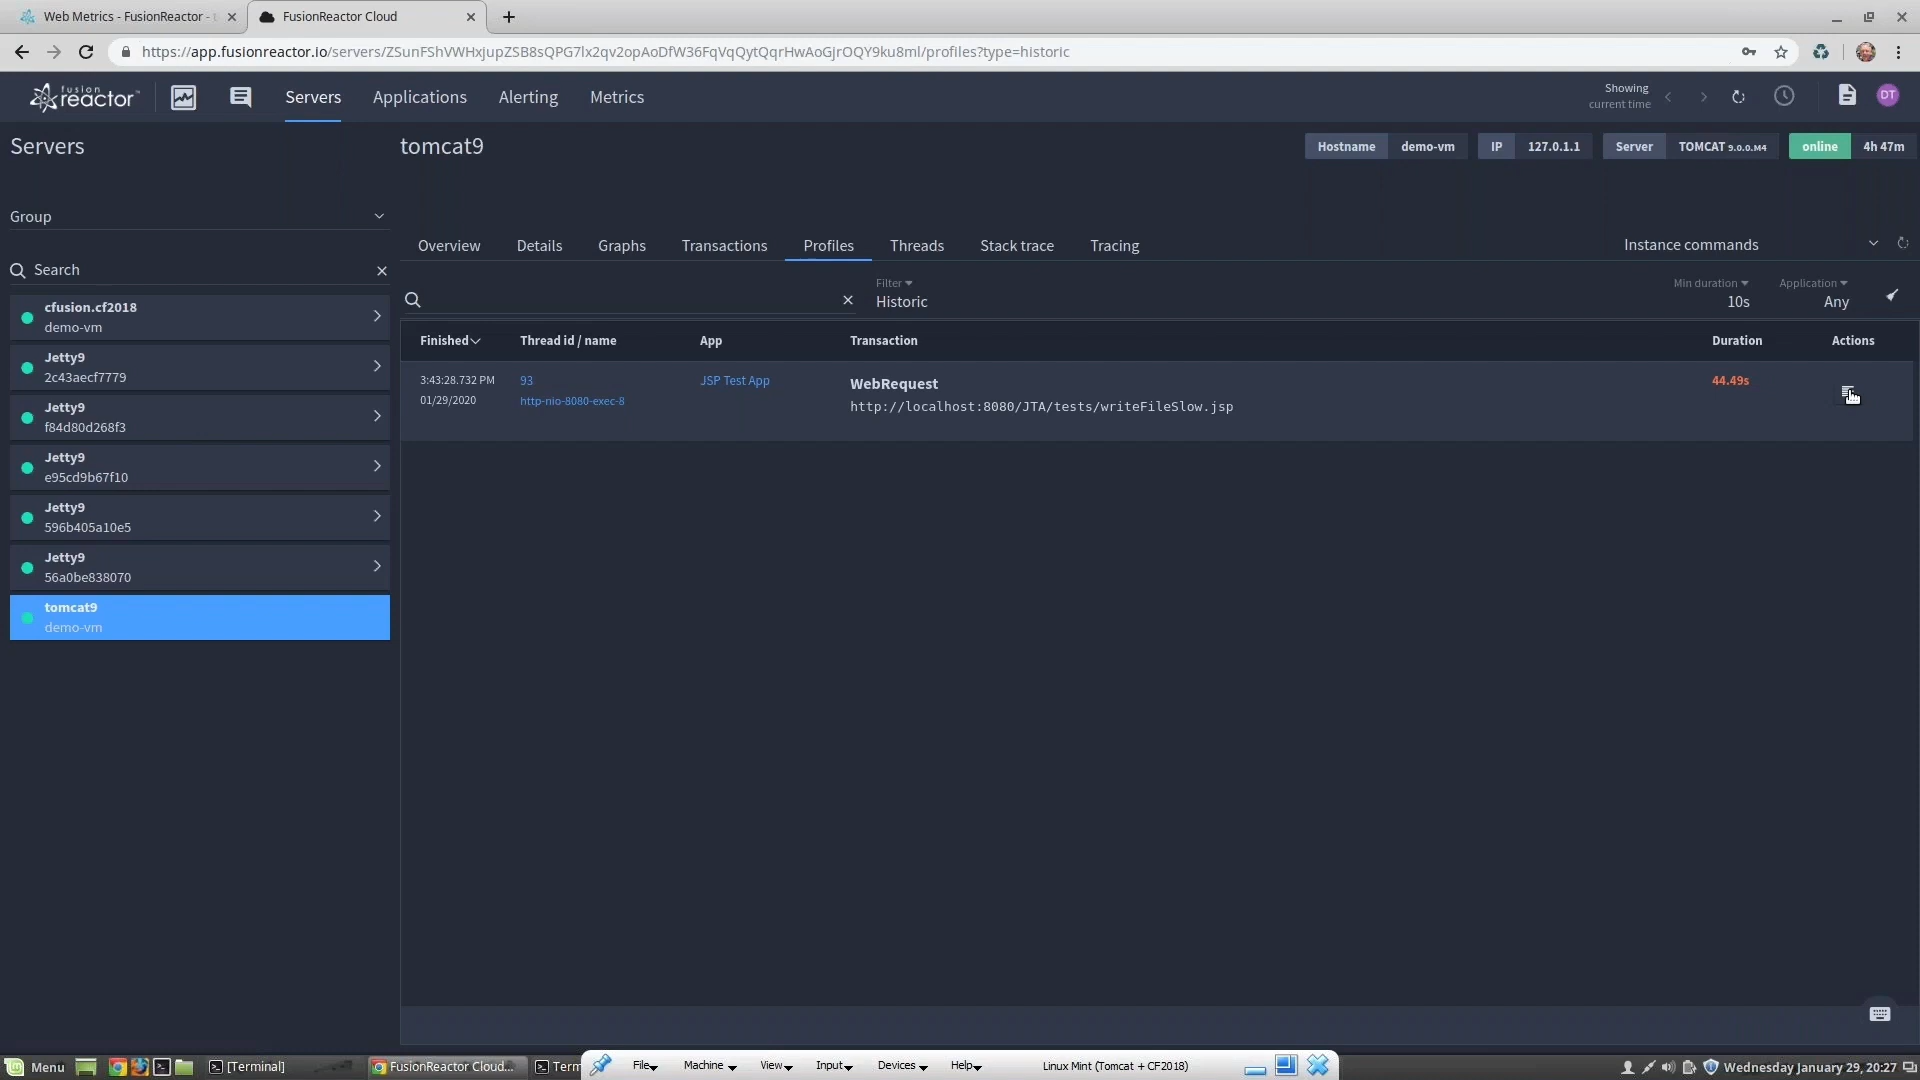 Web Metrics - FusionReactor -
FusionReactor Cloud
https://app.fusionreactor.io/servers/ZSunFShVWHxjupZSB8sQPG7lx2qv2opAoDfW36FqVqQytQqrHwAoGjrOQY9ku8ml/profiles?type=historic
fusion
reactor
Servers
Applications
Alerting
Metrics
Showing
current time
DT
Servers
tomcat9
Hostname demo-vm
IP 127.0.1.1
Server TOMCAT 9.0.0.M4
online 4h 47m
Group
Overview
Details
Graphs
Transactions
Profiles
Threads
Stack trace
Tracing
Instance commands
Search
Filter
Historic
Min duration
10s
Application
Any
cfusion.cf2018
demo-vm
Jetty9
2c43aecf7779
Jetty9
f84d80d268f3
Jetty9
e95cd9b67f10
Jetty9
596b405a10e5
Jetty9
56a0be838070
tomcat9
demo-vm
Finished
Thread id / name
App
Transaction
Duration
Actions
3:43:28.732 PM
01/29/2020
93
http-nio-8080-exec-8
JSP Test App
WebRequest
http://localhost:8080/JTA/tests/writeFileSlow.jsp
44.49s
Menu
[Terminal]
FusionReactor Cloud...
Term
File
Machine
View
Input
Devices
Help
Linux Mint (Tomcat + CF2018)
Wednesday January 29, 20:27